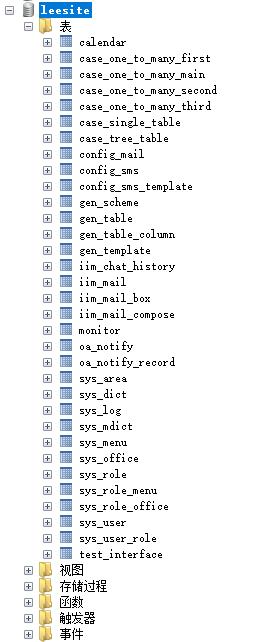 leesite
表
calendar
case_one_to_many_first
case_one_to_many_main
case_one_to_many_second
case_one_to_many_third
case_single_table
case_tree_table
config_mail
config_sms
config_sms_template
gen_scheme
gen_table
gen_table_column
gen_template
iim_chat_history
iim_mail
iim_mail_box
iim_mail_compose
monitor
oa_notify
oa_notify_record
sys_area
sys_dict
sys_log
sys_mdict
sys_menu
sys_office
sys_role
sys_role_menu
sys_role_office
sys_user
sys_user_role
test_interface
视图
存储过程
函数
触发器
事件